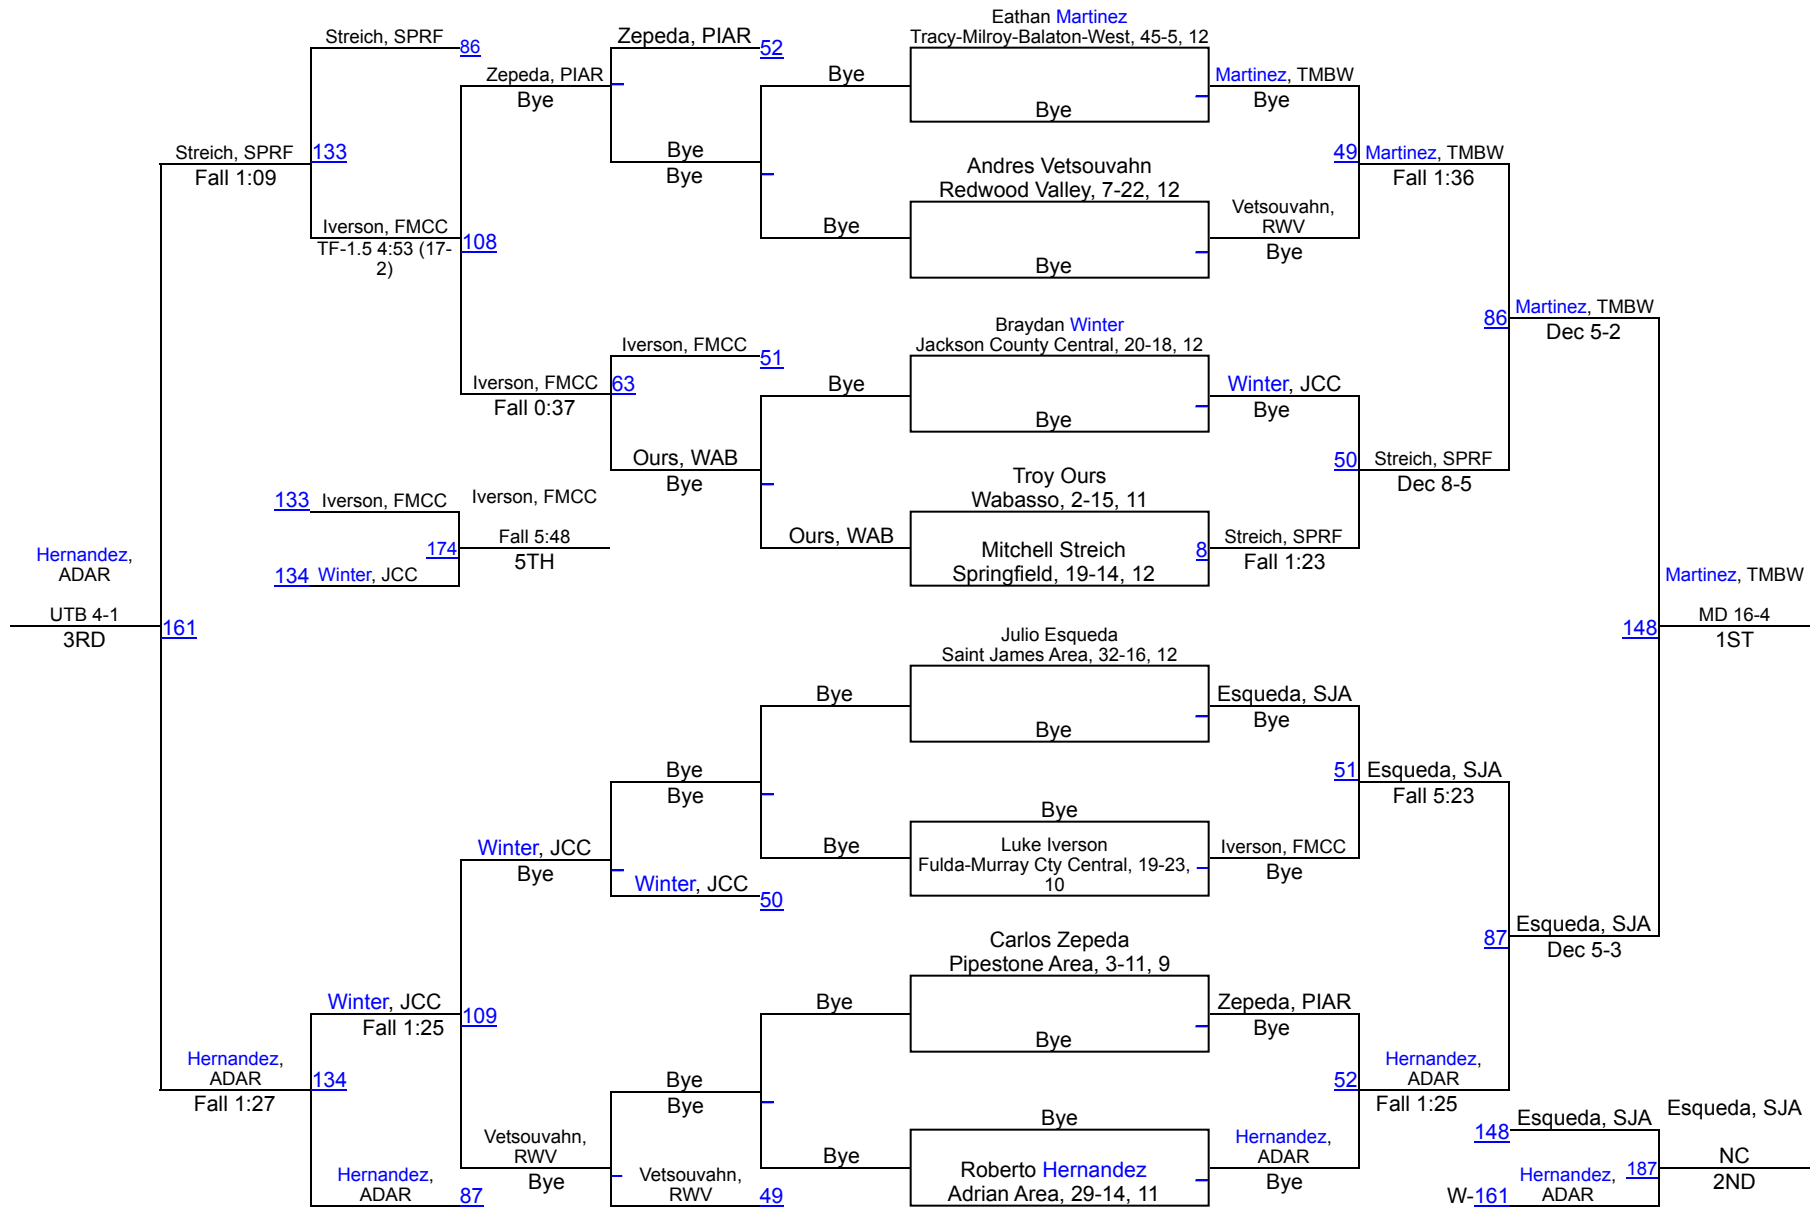 Streich, SPRF
86
Zepeda, PIAR
Bye
Zepeda, PIAR
52
Bye
Eathan Martinez
Tracy-Milroy-Balaton-West, 45-5, 12
Bye
Martinez, TMBW
Bye
Streich, SPRF
Fall 1:09
133
Bye
Bye
Andres Vetsouvahn
Redwood Valley, 7-22, 12
49
Martinez, TMBW
Fall 1:36
Iverson, FMCC
TF-1.5 4:53 (17-
2)
108
Bye
Bye
Vetsouvahn,
RWV
Bye
Iverson, FMCC
51
Braydan Winter
Jackson County Central, 20-18, 12
86
Martinez, TMBW
Dec 5-2
Iverson, FMCC
Fall 0:37
63
Bye
Bye
Winter, JCC
Bye
Ours, WAB
Bye
Troy Ours
Wabasso, 2-15, 11
50
Streich, SPRF
Dec 8-5
133
Iverson, FMCC
Iverson, FMCC
174
Fall 5:48
5TH
134
Winter, JCC
Ours, WAB
Mitchell Streich
Springfield, 19-14, 12
8
Streich, SPRF
Fall 1:23
Hernandez,
ADAR
UTB 4-1
3RD
161
Martinez, TMBW
148
MD 16-4
1ST
Julio Esqueda
Saint James Area, 32-16, 12
Bye
Bye
Esqueda, SJA
Bye
Bye
Bye
51
Esqueda, SJA
Fall 5:23
Winter, JCC
Bye
Bye
Bye
Luke Iverson
Fulda-Murray Cty Central, 19-23,
10
Iverson, FMCC
Bye
Winter, JCC
50
Carlos Zepeda
Pipestone Area, 3-11, 9
87
Esqueda, SJA
Dec 5-3
Winter, JCC
Fall 1:25
109
Bye
Bye
Zepeda, PIAR
Bye
Hernandez,
ADAR
Fall 1:27
134
Bye
Bye
52
Hernandez,
ADAR
Fall 1:25
Vetsouvahn,
RWV
Bye
Bye
Bye
Roberto Hernandez
Adrian Area, 29-14, 11
Hernandez,
ADAR
Bye
Hernandez,
ADAR
87
Vetsouvahn,
RWV
49
148
Esqueda, SJA
Esqueda, SJA
187
NC
2ND
W-161
Hernandez,
ADAR